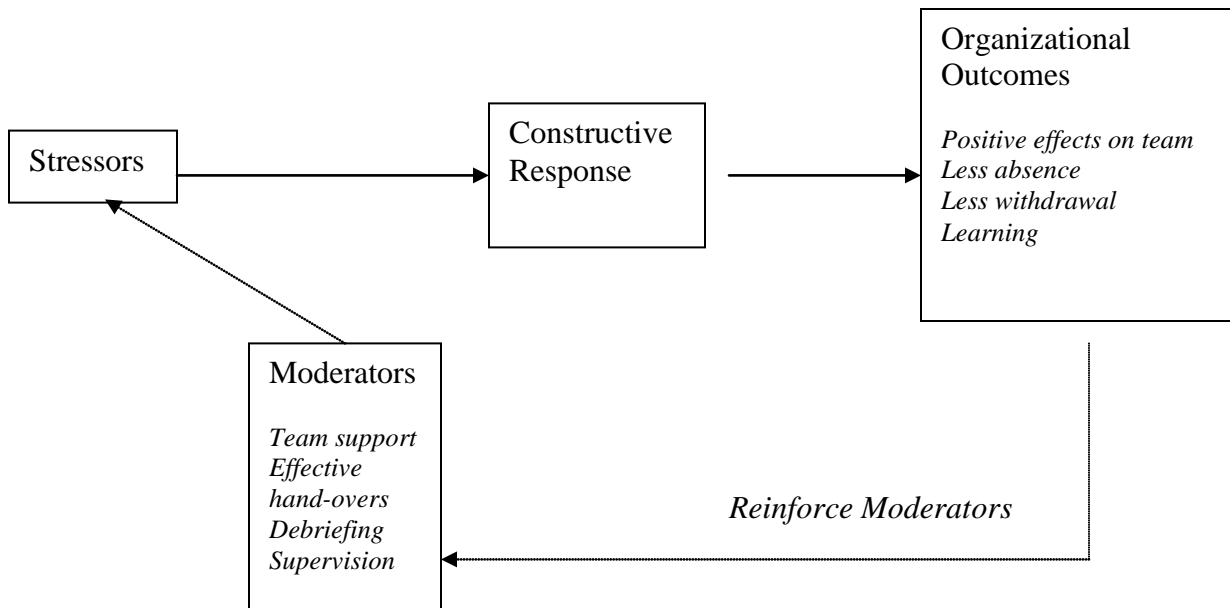 Organizational
Outcomes
Positive effects on team
Less absence
Less withdrawal
Learning
Constructive
Response
Stressors
Moderators
Team support
Effective
hand-overs
Debriefing
Supervision
Reinforce Moderators